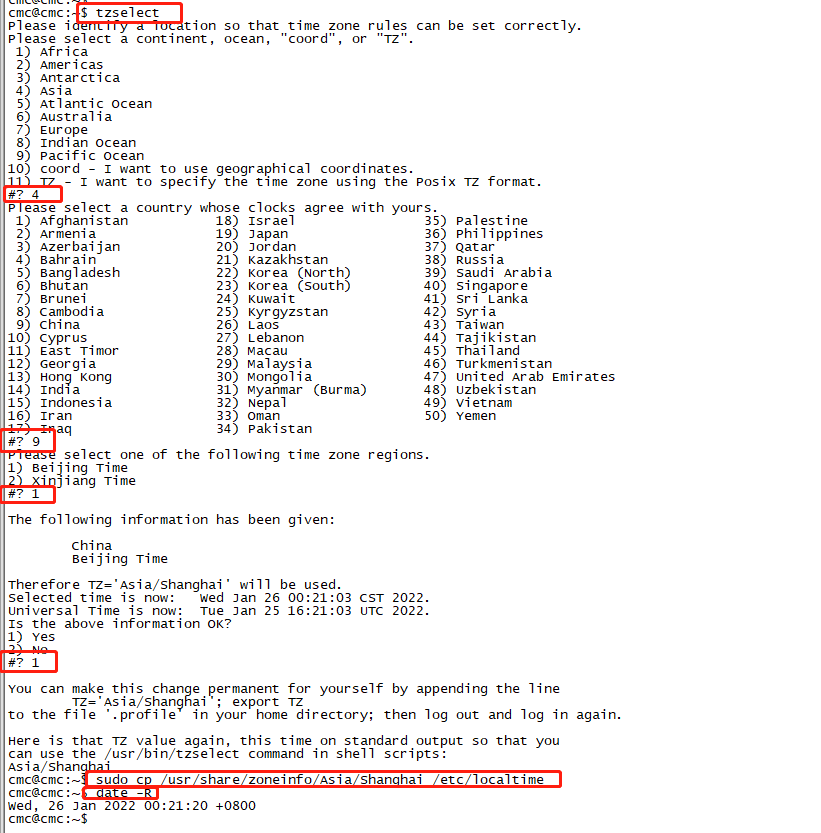 cmc@cmc:~$ tzselect
Please identify a location so that time zone rules can be set correctly.
Please select a continent, ocean, "coord", or "TZ".
1) Africa
2) Americas
3) Antarctica
4) Asia
5) Atlantic Ocean
6) Australia
7) Europe
8) Indian Ocean
9) Pacific Ocean
10) coord - I want to use geographical coordinates.
11) TZ - I want to specify the time zone using the Posix TZ format.
#? 4
Please select a country whose clocks agree with yours.
1) Afghanistan 18) Israel 35) Palestine
2) Armenia 19) Japan 36) Philippines
3) Azerbaijan 20) Jordan 37) Qatar
4) Bahrain 21) Kazakhstan 38) Russia
5) Bangladesh 22) Korea (North) 39) Saudi Arabia
6) Bhutan 23) Korea (South) 40) Singapore
7) Brunei 24) Kuwait 41) Sri Lanka
8) Cambodia 25) Kyrgyzstan 42) Syria
9) China 26) Laos 43) Taiwan
10) Cyprus 27) Lebanon 44) Tajikistan
11) East Timor 28) Macau 45) Thailand
12) Georgia 29) Malaysia 46) Turkmenistan
13) Hong Kong 30) Mongolia 47) United Arab Emirates
14) India 31) Myanmar (Burma) 48) Uzbekistan
15) Indonesia 32) Nepal 49) Vietnam
16) Iran 33) Oman 50) Yemen
17) Iraq 34) Pakistan
#? 9
Please select one of the following time zone regions.
1) Beijing Time
2) Xinjiang Time
#? 1
The following information has been given:
China
Beijing Time
Therefore TZ='Asia/Shanghai' will be used.
Selected time is now: Wed Jan 26 00:21:03 CST 2022.
Universal Time is now: Tue Jan 25 16:21:03 UTC 2022.
Is the above information OK?
1) Yes
2) No
#? 1
You can make this change permanent for yourself by appending the line
TZ='Asia/Shanghai'; export TZ
to the file '.profile' in your home directory; then log out and log in again.
Here is that TZ value again, this time on standard output so that you
can use the /usr/bin/tzselect command in shell scripts:
Asia/Shanghai
cmc@cmc:~$ sudo cp /usr/share/zoneinfo/Asia/Shanghai /etc/localtime
cmc@cmc:~$ date -R
Wed, 26 Jan 2022 00:21:20 +0800
cmc@cmc:~$